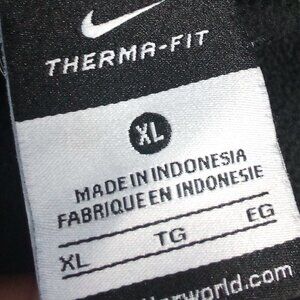 THERMA-FIT
XL
MADE IN INDONESIA
FABRIQUE EN INDONESIE
XL TG EG